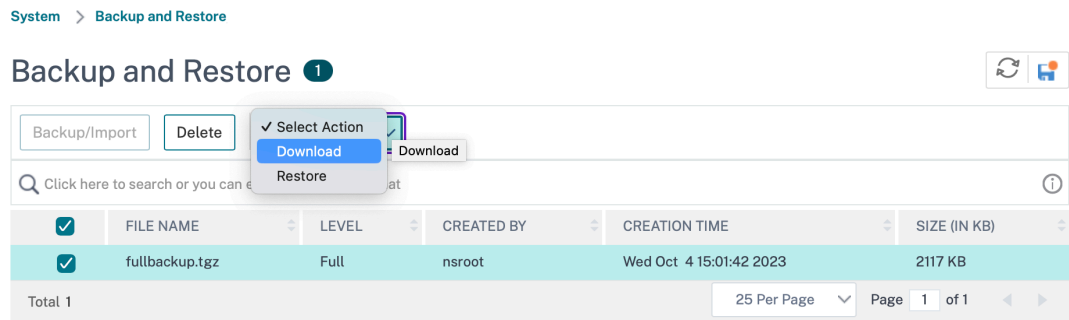 System > Backup and Restore
Backup and Restore 1
Backup/Import Delete
✓ Select Action
Download Download
Restore
Click here to search or you can e at
FILE NAME LEVEL CREATED BY CREATION TIME SIZE (IN KB)
fullbackup.tgz Full nsroot Wed Oct 4 15:01:42 2023 2117 KB
Total 1 25 Per Page Page 1 of 1